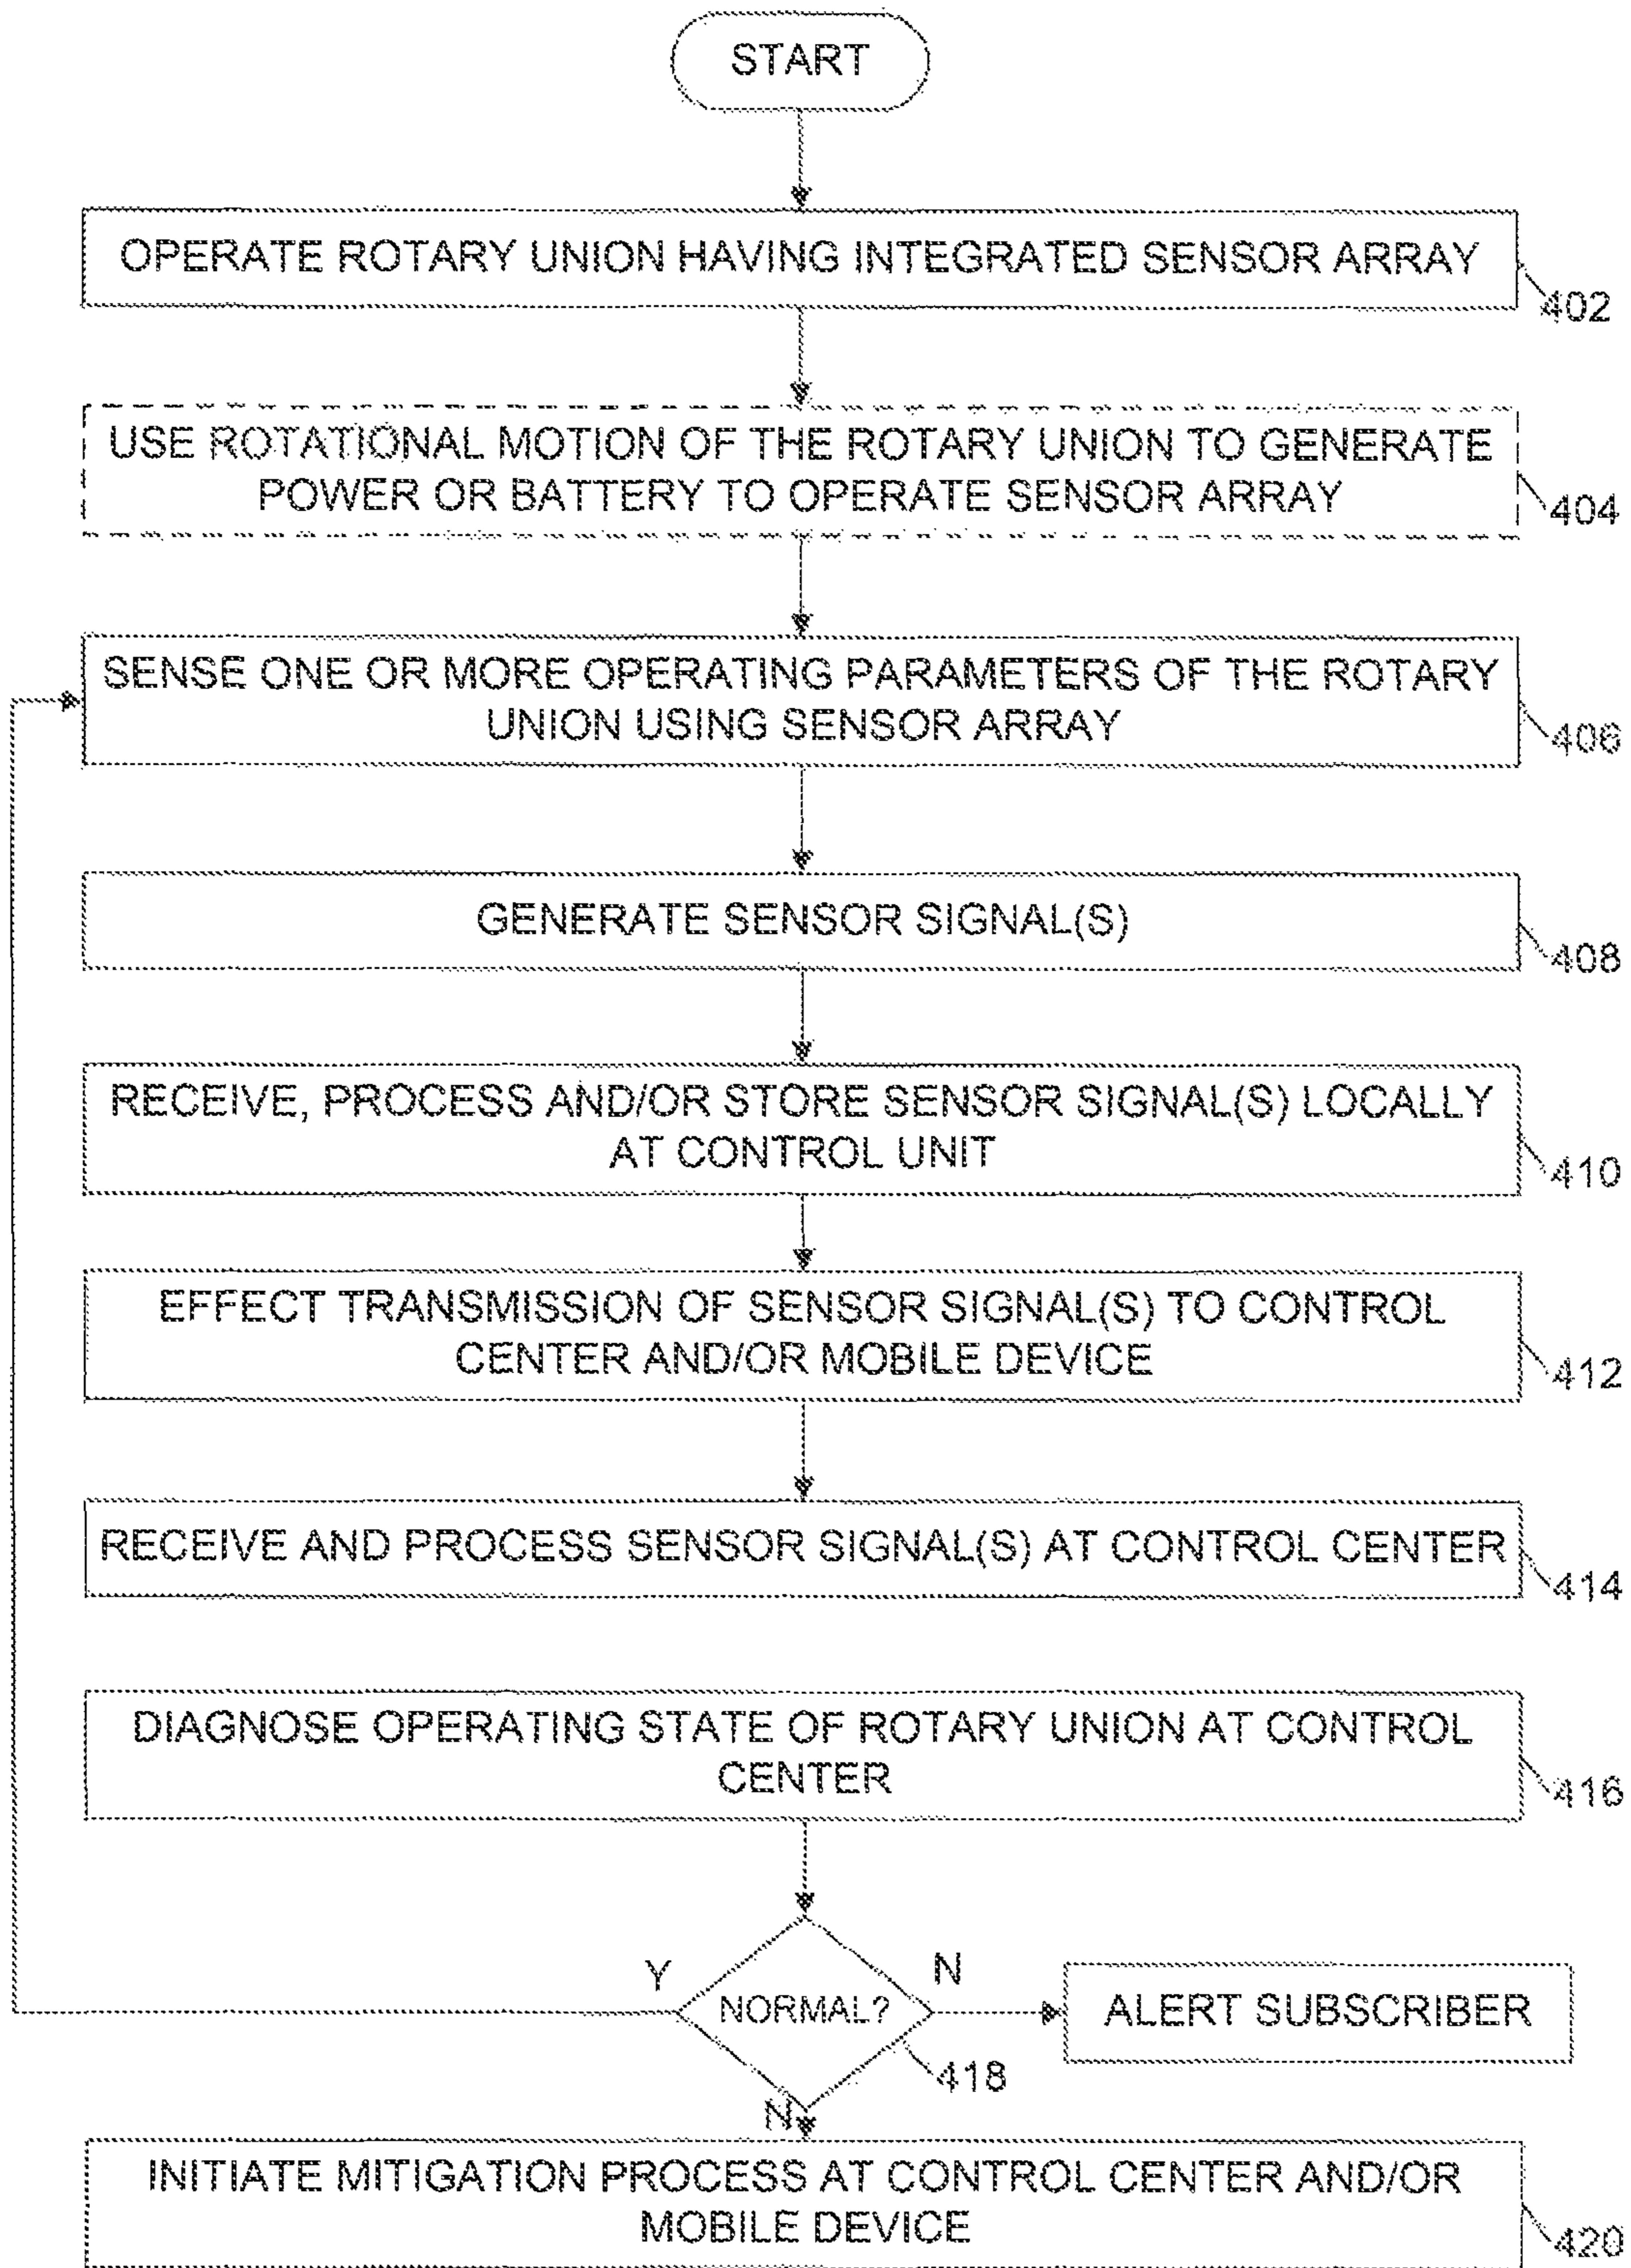 START
OPERATE ROTARY UNION HAVING INTEGRATED SENSOR ARRAY
402
USE ROTATIONAL MOTION OF THE ROTARY UNION TO GENERATE
POWER OR BATTERY TO OPERATE SENSOR ARRAY
404
SENSE ONE OR MORE OPERATING PARAMETERS OF THE ROTARY
UNION USING SENSOR ARRAY
406
GENERATE SENSOR SIGNAL(S)
408
RECEIVE, PROCESS AND/OR STORE SENSOR SIGNAL(S) LOCALLY
AT CONTROL UNIT
410
EFFECT TRANSMISSION OF SENSOR SIGNAL(S) TO CONTROL
CENTER AND/OR MOBILE DEVICE
412
RECEIVE AND PROCESS SENSOR SIGNAL(S) AT CONTROL CENTER
414
DIAGNOSE OPERATING STATE OF ROTARY UNION AT CONTROL
CENTER
416
Y
N
NORMAL?
ALERT SUBSCRIBER
418
N
INITIATE MITIGATION PROCESS AT CONTROL CENTER AND/OR
MOBILE DEVICE
420